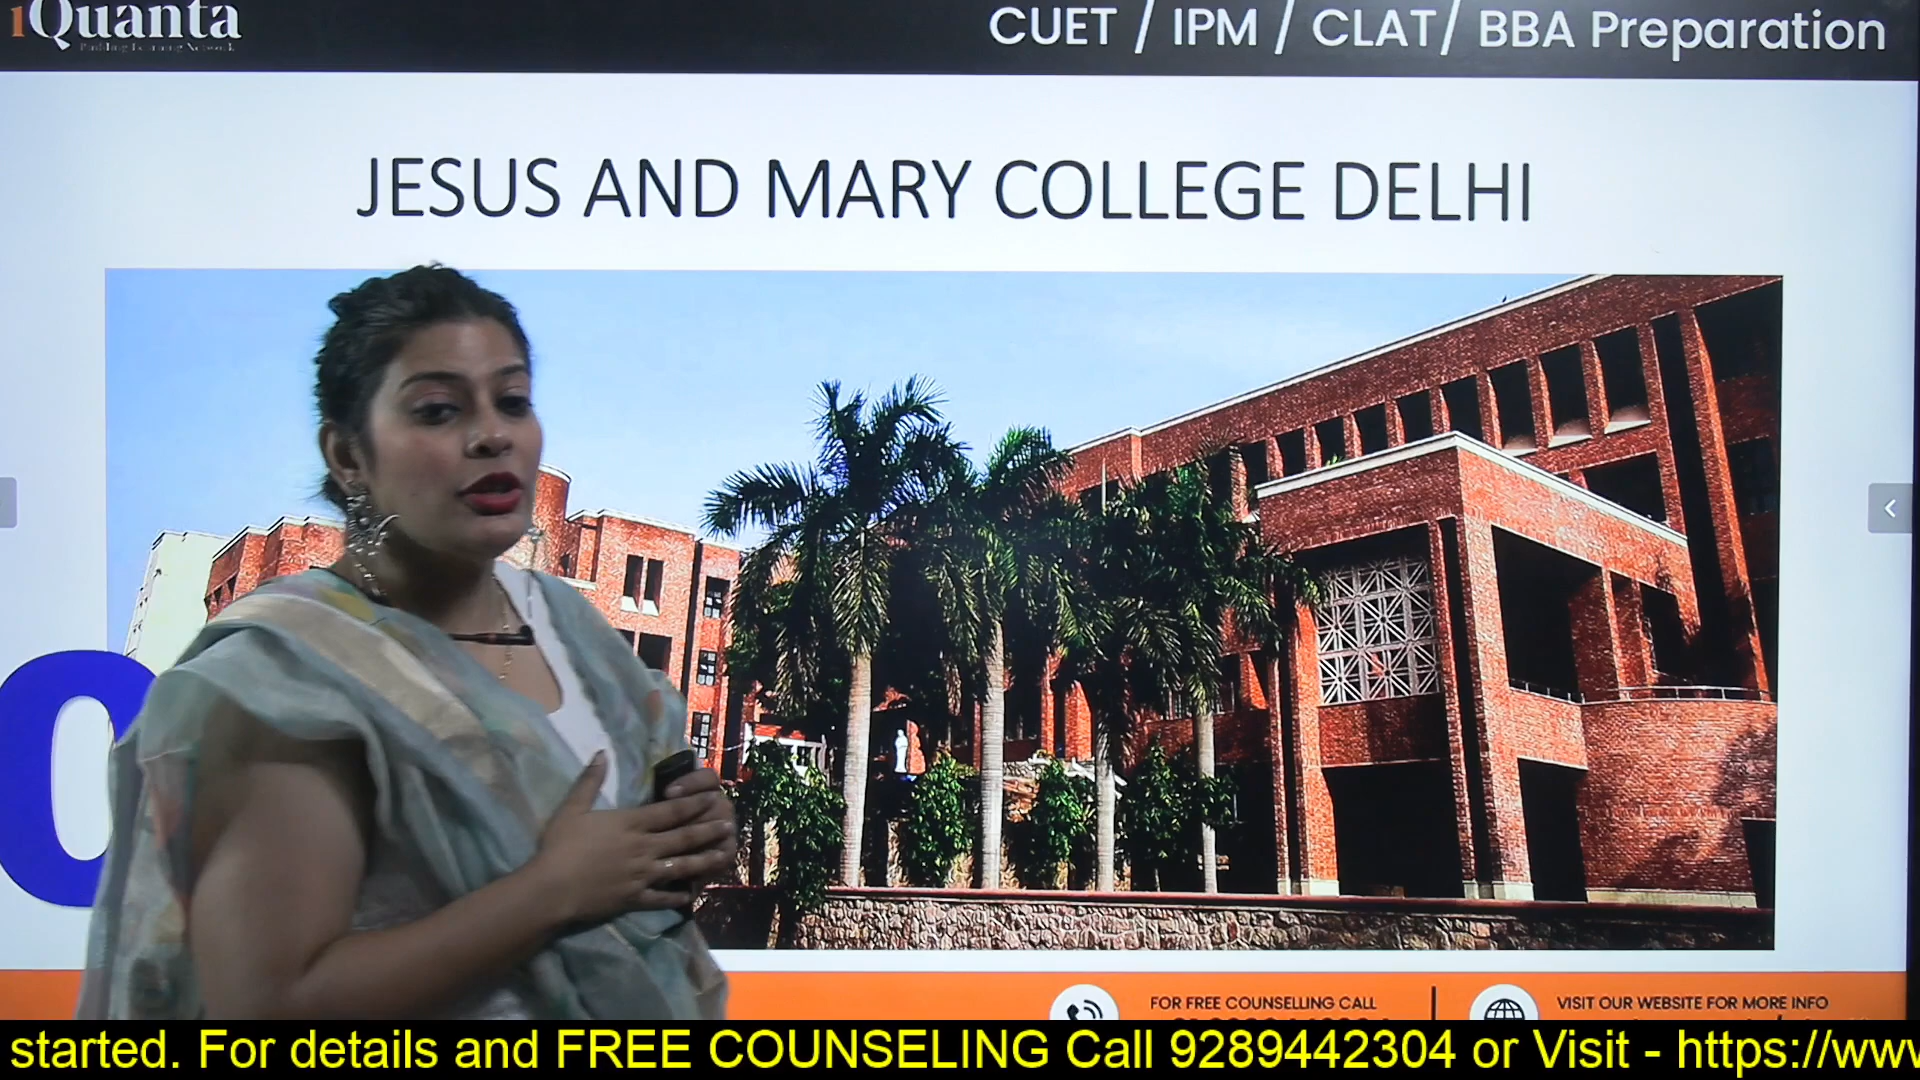 iQuanta
CUET / IPM / CLAT/ BBA Preparation
JESUS AND MARY COLLEGE DELHI
FOR FREE COUNSELLING CALL
VISIT OUR WEBSITE FOR MORE INFO
started. For details and FREE COUNSELING Call 9289442304 or Visit - https://www